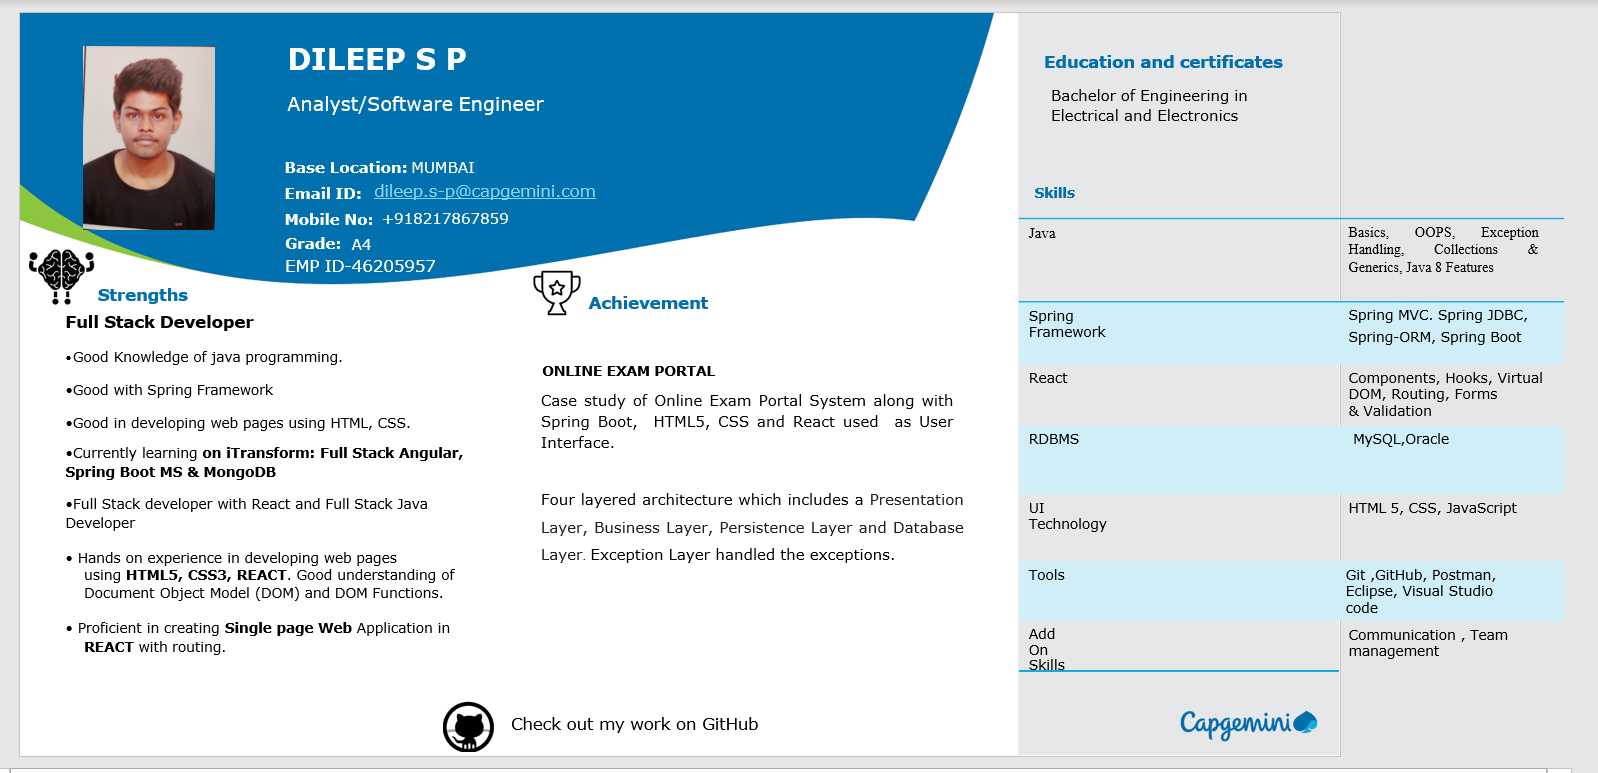 DILEEP S P
Analyst/Software Engineer
Base Location: MUMBAI
Email ID: dileep.s-p@capgemini.com
Mobile No: +918217867859
Grade: A4
EMP ID-46205957
Strengths
Full Stack Developer
•Good Knowledge of java programming.
•Good with Spring Framework
•Good in developing web pages using HTML, CSS.
•Currently learning on iTransform: Full Stack Angular,
Spring Boot MS & MongoDB
•Full Stack developer with React and Full Stack Java
Developer
• Hands on experience in developing web pages
using HTML5, CSS3, REACT. Good understanding of
Document Object Model (DOM) and DOM Functions.
• Proficient in creating Single page Web Application in
REACT with routing.
Achievement
ONLINE EXAM PORTAL
Case study of Online Exam Portal System along with
Spring Boot, HTML5, CSS and React used as User
Interface.
Four layered architecture which includes a Presentation
Layer, Business Layer, Persistence Layer and Database
Layer. Exception Layer handled the exceptions.
Check out my work on GitHub
Education and certificates
Bachelor of Engineering in
Electrical and Electronics
Skills
Java
Basics, OOPS, Exception
Handling, Collections &
Generics, Java 8 Features
Spring
Framework
Spring MVC. Spring JDBC,
Spring-ORM, Spring Boot
React
Components, Hooks, Virtual
DOM, Routing, Forms
& Validation
RDBMS
MySQL,Oracle
UI
Technology
HTML 5, CSS, JavaScript
Tools
Git ,GitHub, Postman,
Eclipse, Visual Studio
code
Add
On
Skills
Communication , Team
management
Capgemini